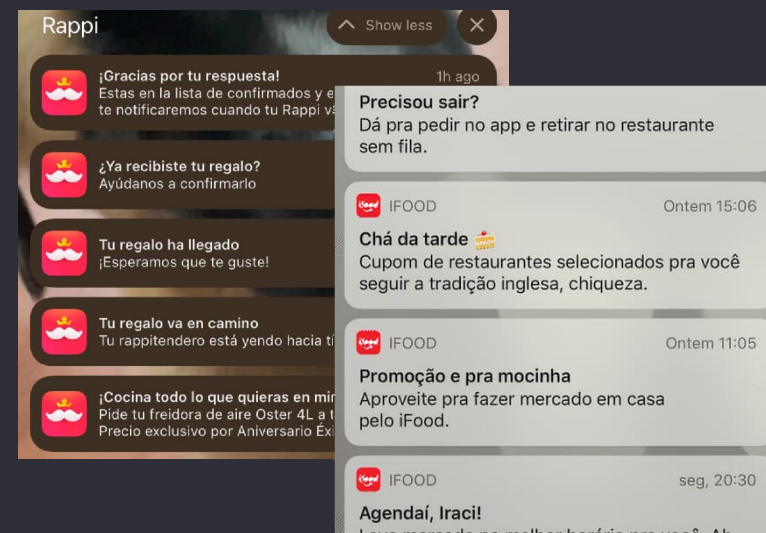 Rappi
Show less
¡Gracias por tu respuesta!
1h ago
Estas en la lista de confirmados y
te notificaremos cuando tu Rappi
¿Ya recibiste tu regalo?
Ayúdanos a confirmarlo
Tu regalo ha llegado
¡Esperamos que te guste!
Tu regalo va en camino
Tu rappitendero está yendo hacia tí
¡Cocina todo lo que quieras en
Pide tu freidora de aire Oster 4L a
Precio exclusivo por Aniversario
Precisou sair?
Dá pra pedir no app e retirar no restaurante
sem fila.
IFOOD
Ontem 15:06
Chá da tarde 🍰
Cupom de restaurantes selecionados pra você
seguir a tradição inglesa, chiqueza.
IFOOD
Ontem 11:05
Promoção e pra mocinha
Aproveite pra fazer mercado em casa
pelo iFood.
IFOOD
seg, 20:30
Agendaí, Iraci!